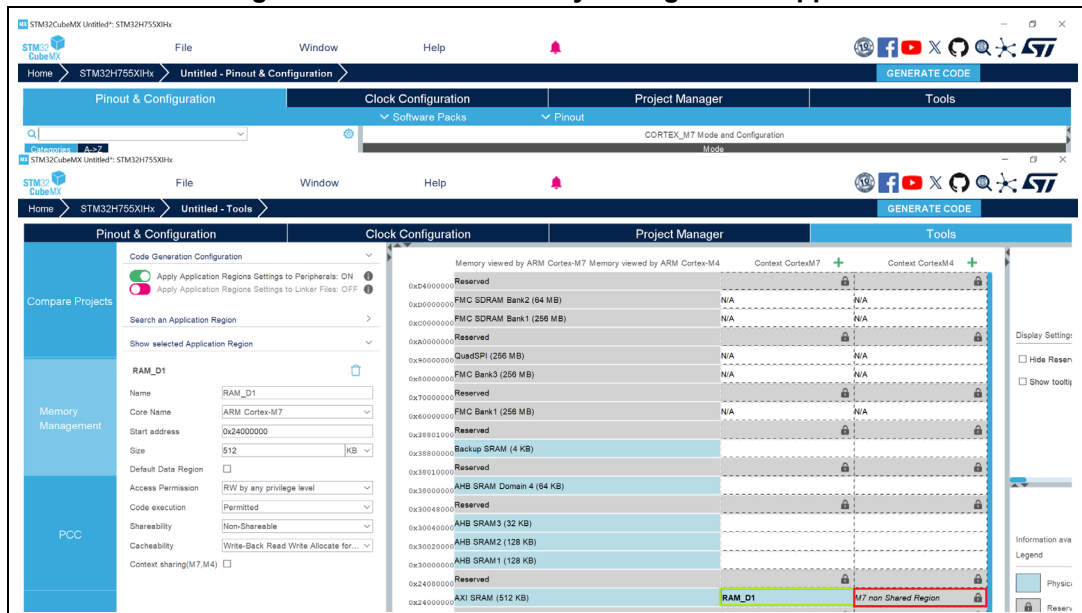 STM32CubeMX Untitled*: STM32H755XIHx
STM32 CubeMX File Window Help
Home STM32H755XIHx Untitled - Pinout & Configuration GENERATE CODE
Pinout & Configuration Clock Configuration Project Manager Tools
Software Packs Pinout
CORTEX_M7 Mode and Configuration
Categories A->Z Mode
STM32CubeMX Untitled*: STM32H755XIHx
STM32 CubeMX File Window Help
Home STM32H755XIHx Untitled - Tools GENERATE CODE
Pinout & Configuration Clock Configuration Project Manager Tools
Compare Projects
Memory Management
PCC
Code Generation Configuration
Apply Application Regions Settings to Peripherals: ON
Apply Application Regions Settings to Linker Files: OFF
Search an Application Region
Show selected Application Region
RAM_D1
Name RAM_D1
Core Name ARM Cortex-M7
Start address 0x24000000
Size 512 KB
Default Data Region
Access Permission RW by any privilege level
Code execution Permitted
Shareability Non-Shareable
Cacheability Write-Back Read Write Allocate for...
Context sharing(M7,M4)
Memory viewed by ARM Cortex-M7 Memory viewed by ARM Cortex-M4 Context CortexM7 Context CortexM4
Reserved
0xD4000000
FMC SDRAM Bank2 (64 MB) N/A N/A
0xD0000000
FMC SDRAM Bank1 (256 MB) N/A N/A
0xC0000000
Reserved
0xA0000000
QuadSPI (256 MB) N/A N/A
0x90000000
FMC Bank3 (256 MB) N/A N/A
0x80000000
Reserved
0x70000000
FMC Bank1 (256 MB) N/A N/A
0x60000000
Reserved
0x38801000
Backup SRAM (4 KB)
0x38800000
Reserved
0x38010000
AHB SRAM Domain 4 (64 KB)
0x38000000
Reserved
0x30048000
AHB SRAM3 (32 KB)
0x30040000
AHB SRAM2 (128 KB)
0x30020000
AHB SRAM1 (128 KB)
0x30000000
Reserved
0x24080000
AXI SRAM (512 KB) RAM_D1 M7 non Shared Region
0x24000000
Display Settings
Hide Reserv
Show tooltip
Information ava
Legend
Physic
Reserv